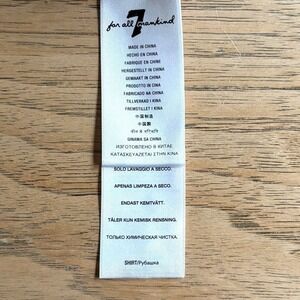 7
for all mankind
MADE IN CHINA
HECHO EN CHINA
FABRIQUE EN CHINE
HERGESTELLT IN CHINA
GEMAAKT IN CHINA
PRODOTTO IN CINA
FABRICADO NA CHINA
TILLVERKAD I KINA
FREMSTILLET I KINA
中国制造
中国製
GINAWA SA CHINA
ИЗГОТОВЛЕНО В КИТАЕ
ΚΑΤΑΣΚΕΥΑΖΕΤΑΙ ΣΤΗΝ ΚΙΝΑ
SOLO LAVAGGIO A SECCO.
APENAS LIMPEZA A SECO.
ENDAST KEMTVÄTT.
TÅLER KUN KEMISK RENSNING.
ТОЛЬКО ХИМИЧЕСКАЯ ЧИСТКА.
SHIRT/Рубашка